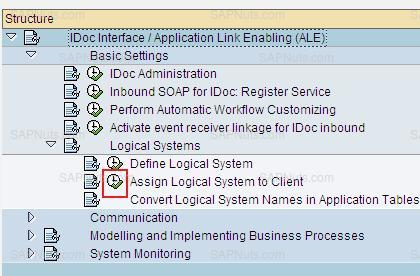 Structure
IDoc Interface / Application Link Enabling (ALE)
Basic Settings
IDoc Administration
Inbound SOAP for IDoc: Register Service
Perform Automatic Workflow Customizing
Activate event receiver linkage for IDoc inbound
Logical Systems
Define Logical System
Assign Logical System to Client
Convert Logical System Names in Application Tables
Communication
Modelling and Implementing Business Processes
System Monitoring